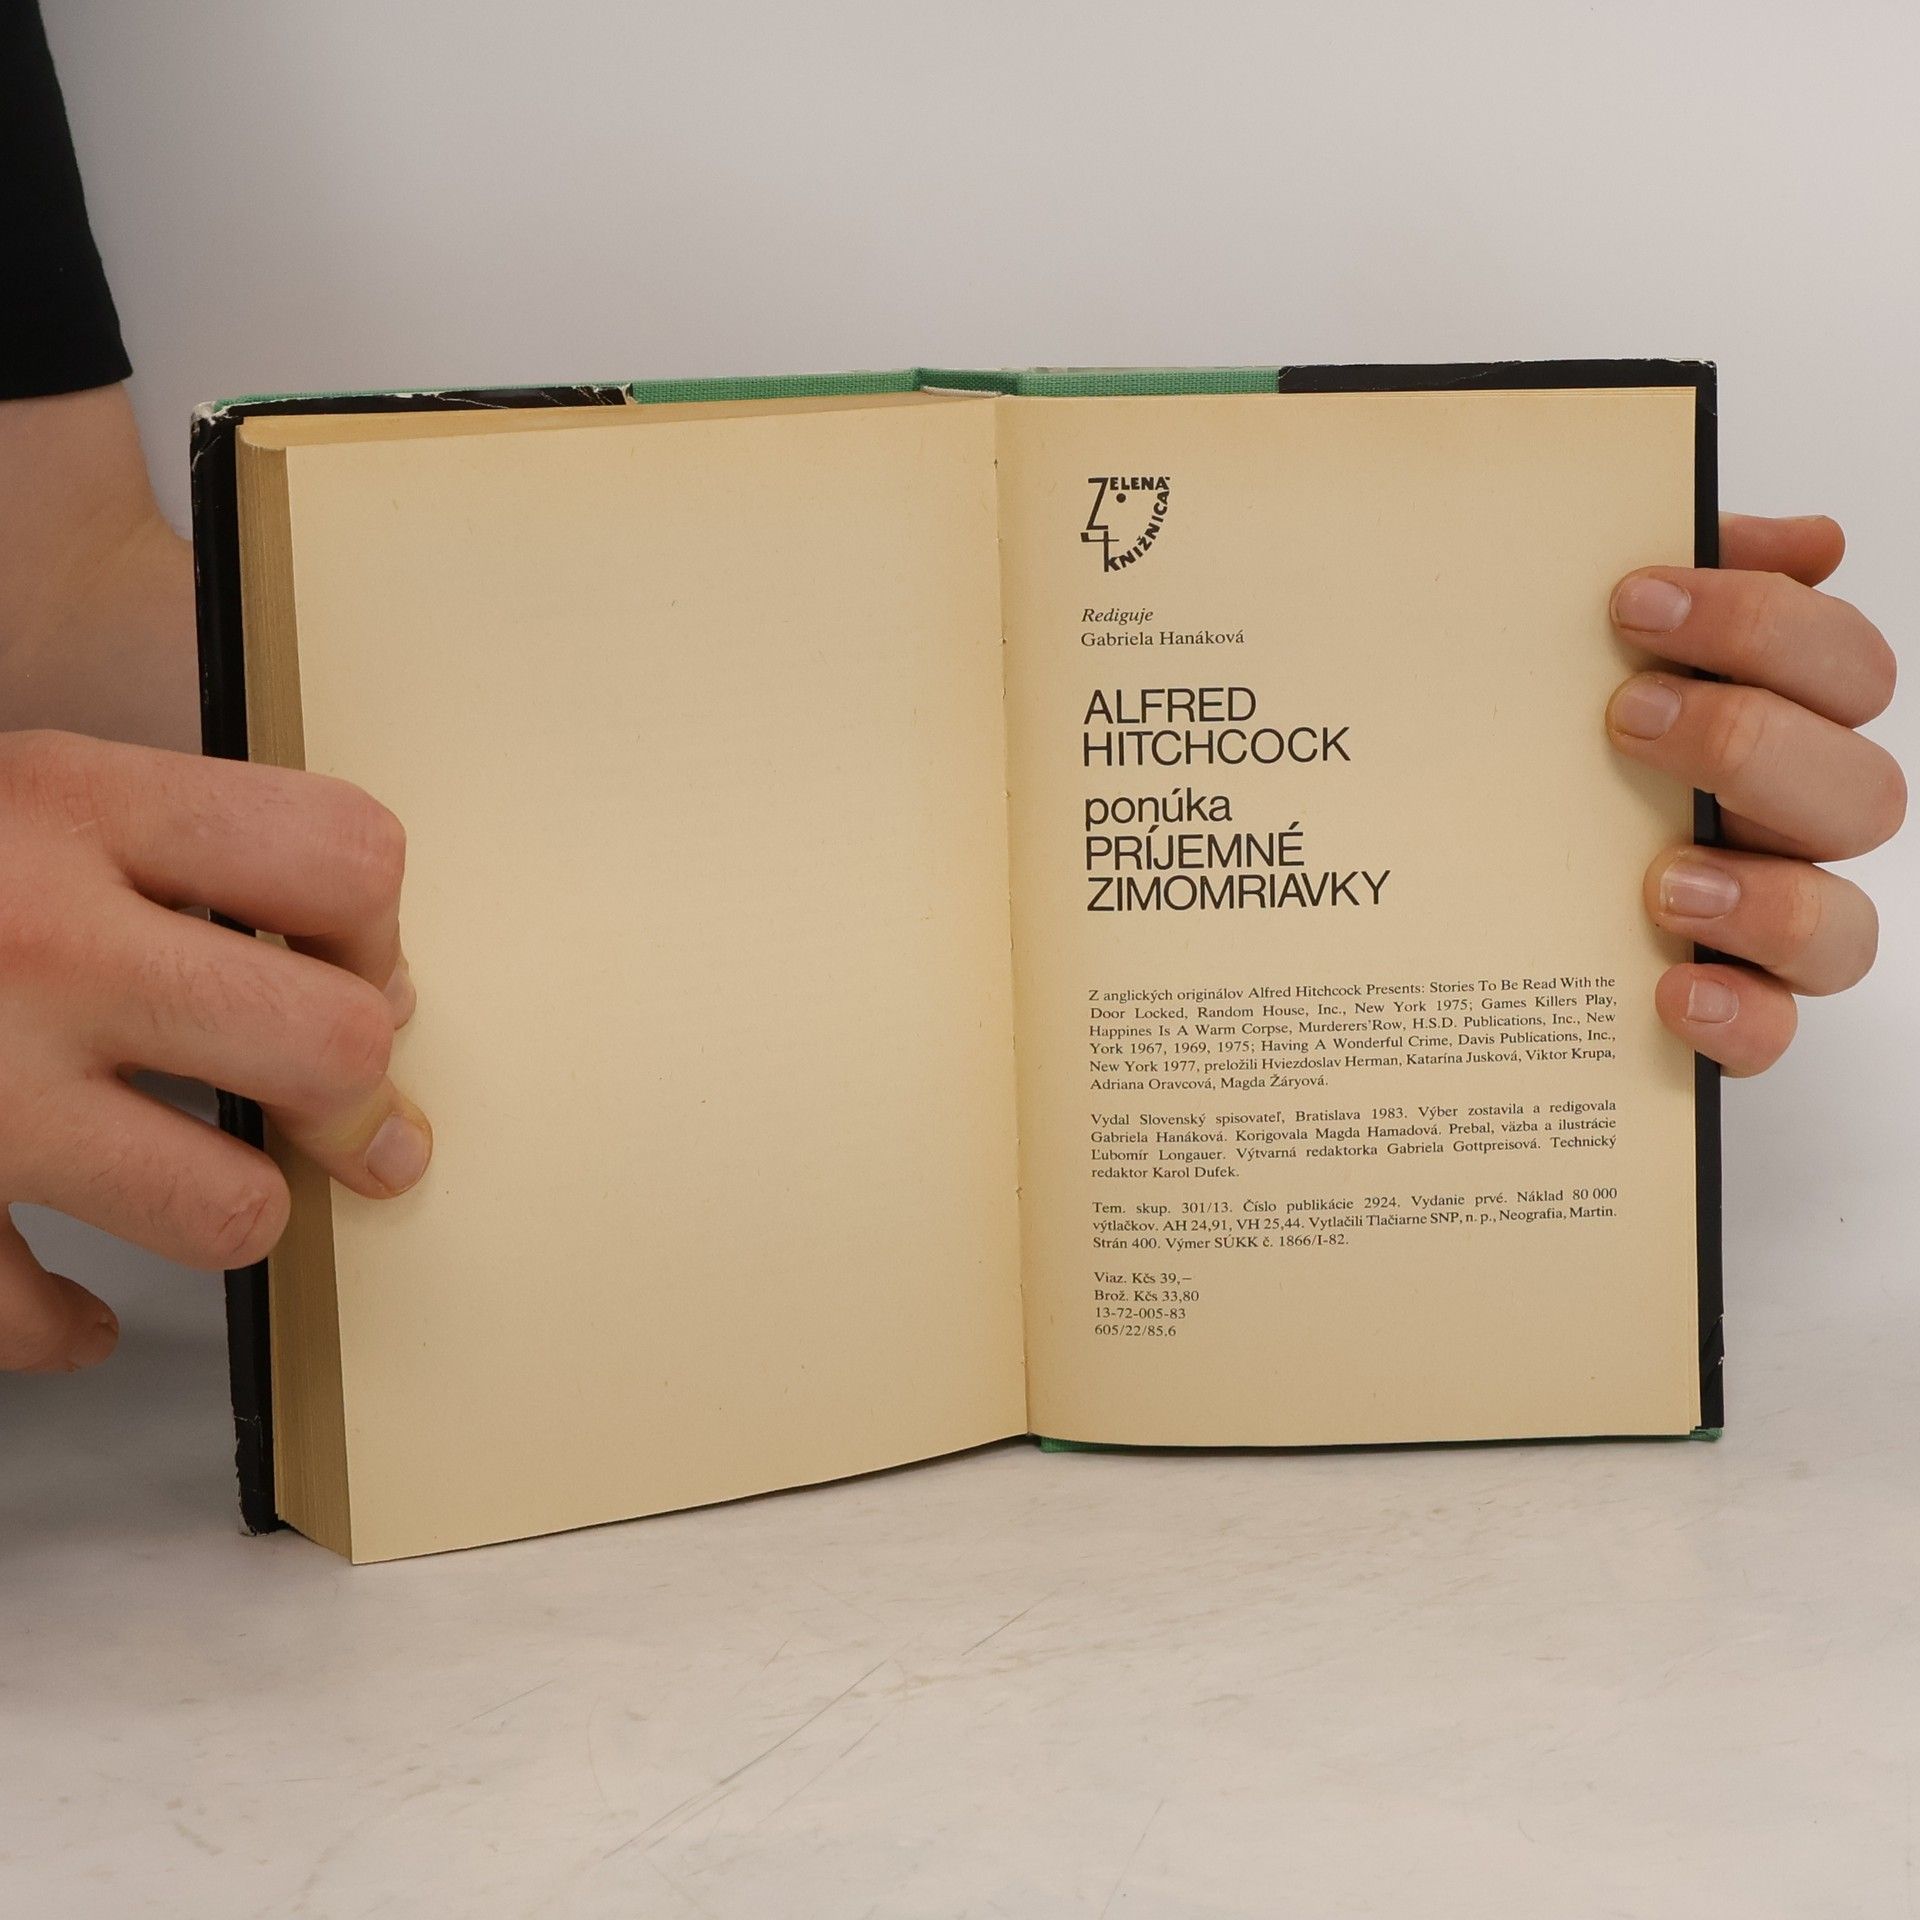 ZELENÁ
KNIŽNICA
Rediguje
Gabriela Hanáková
ALFRED
HITCHCOCK
ponúka
PRÍJEMNÉ
ZIMOMRIAVKY
Z anglických originálov Alfred Hitchcock Presents: Stories To Be Read With the
Door Locked, Random House, Inc., New York 1975; Games Killers Play,
Happines Is A Warm Corpse, Murderers'Row, H.S.D. Publications, Inc., New
York 1967, 1969, 1975; Having A Wonderful Crime, Davis Publications, Inc.,
New York 1977, preložili Hviezdoslav Herman, Katarína Jusková, Viktor Krupa,
Adriana Oravcová, Magda Žáryová.
Vydal Slovenský spisovateľ, Bratislava 1983. Výber zostavila a redigovala
Gabriela Hanáková. Korigovala Magda Hamadová. Prebal, väzba a ilustrácie
Ľubomír Longauer. Výtvarná redaktorka Gabriela Gottpreisová. Technický
redaktor Karol Dufek.
Tem. skup. 301/13. Číslo publikácie 2924. Vydanie prvé. Náklad 80 000
výtlačkov. AH 24,91, VH 25,44. Vytlačili Tlačiarne SNP, n. p., Neografia, Martin.
Strán 400. Výmer SÚKK č. 1866/I-82.
Viaz. Kčs 39,–
Brož. Kčs 33,80
13-72-005-83
605/22/85.6